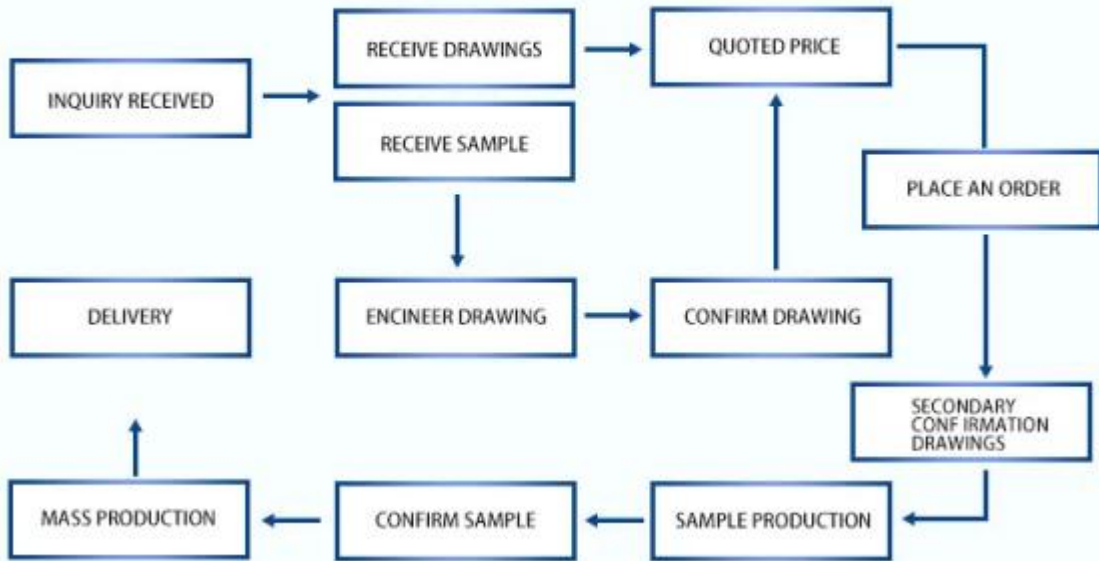 RECEIVE DRAWINGS
QUOTED PRICE
INQUIRY RECEIVED
RECEIVE SAMPLE
PLACE AN ORDER
DELIVERY
ENCINEER DRAWING
CONFIRM DRAWING
SECONDARY
CONF IRMATION
DRAWINGS
MASS PRODUCTION
CONFIRM SAMPLE
SAMPLE PRODUCTION